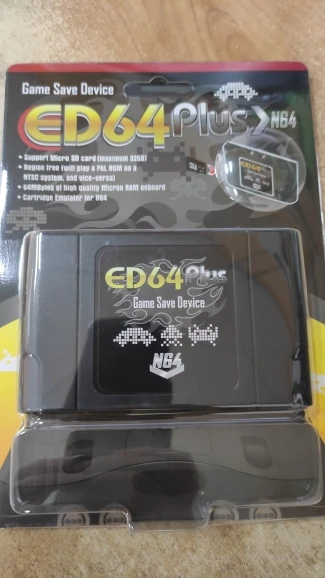 Game Save Device
ED64 Plus N64
• Support Micro SD card (maximum 32GB)
• Region free (will play a PAL ROM on a
NTSC system, and vice-versa)
• 64MBytes of high quality Micron RAM onboard
• Cartridge Emulator for N64
ED64 Plus
Game Save Device
N64